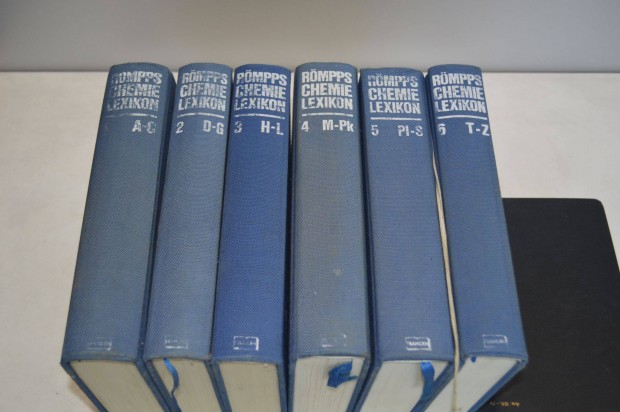 RÖMPPS
CHEMIE
LEXIKON
A-C
RÖMPPS
CHEMIE
LEXIKON
2 D-G
RÖMPPS
CHEMIE
LEXIKON
3 H-L
RÖMPPS
CHEMIE
LEXIKON
4 M-Pk
RÖMPPS
CHEMIE
LEXIKON
5 Pl-S
RÖMPPS
CHEMIE
LEXIKON
6 T-Z